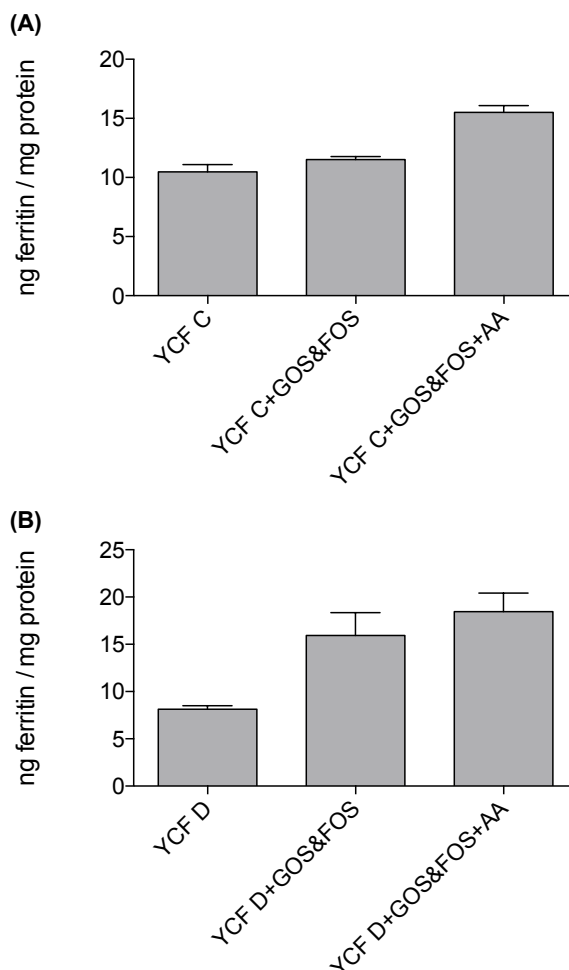 (A)
ng ferritin / mg protein
20
15
10
5
0
YCF C
YCF C+GOS&FOS
YCF C+GOS&FOS+AA
(B)
ng ferritin / mg protein
25
20
15
10
5
0
YCF D
YCF D+GOS&FOS
YCF D+GOS&FOS+AA